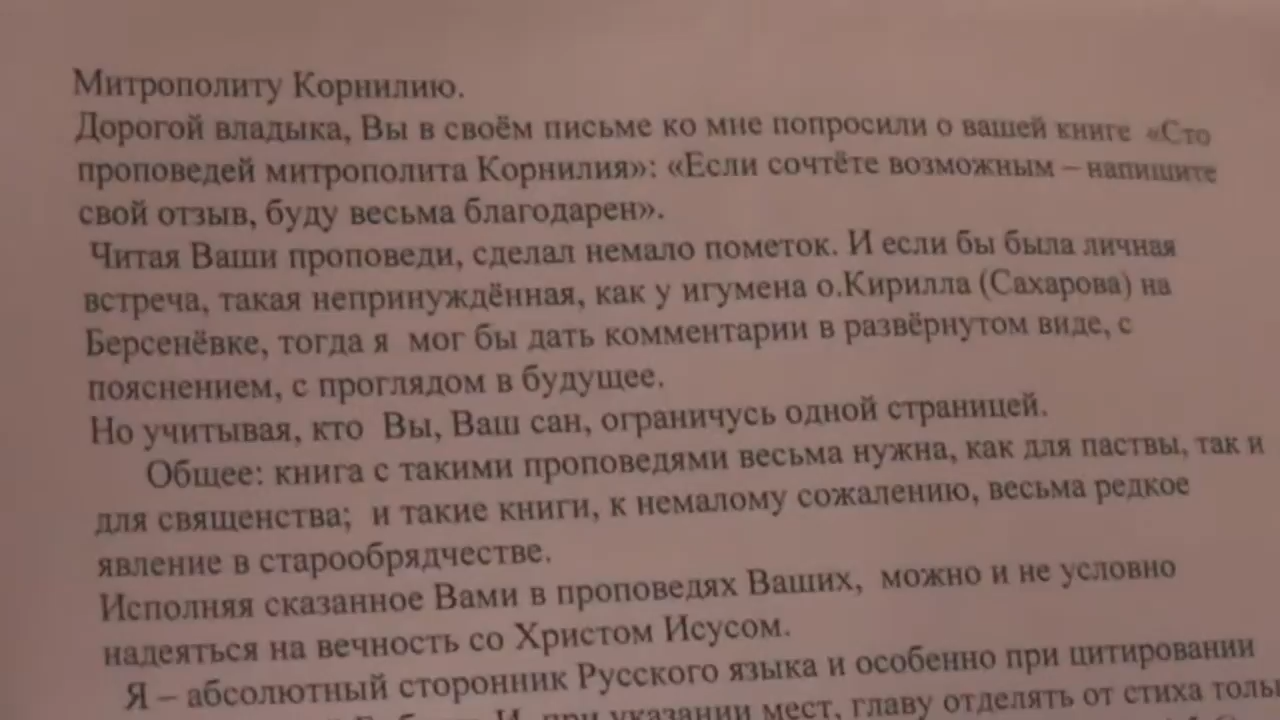 Митрополиту Корнилию.
Дорогой владыка, Вы в своём письме ко мне попросили о вашей книге «Сто
проповедей митрополита Корнилия»: «Если сочтёте возможным – напишите
свой отзыв, буду весьма благодарен».
Читая Ваши проповеди, сделал немало пометок. И если бы была личная
встреча, такая непринуждённая, как у игумена о.Кирилла (Сахарова) на
Берсенёвке, тогда я мог бы дать комментарии в развёрнутом виде, с
пояснением, с проглядом в будущее.
Но учитывая, кто Вы, Ваш сан, ограничусь одной страницей.
Общее: книга с такими проповедями весьма нужна, как для паствы, так и
для священства; и такие книги, к немалому сожалению, весьма редкое
явление в старообрядчестве.
Исполняя сказанное Вами в проповедях Ваших, можно и не условно
надеяться на вечность со Христом Исусом.
Я – абсолютный сторонник Русского языка и особенно при цитировании
И, при указании мест, главу отделять от стиха